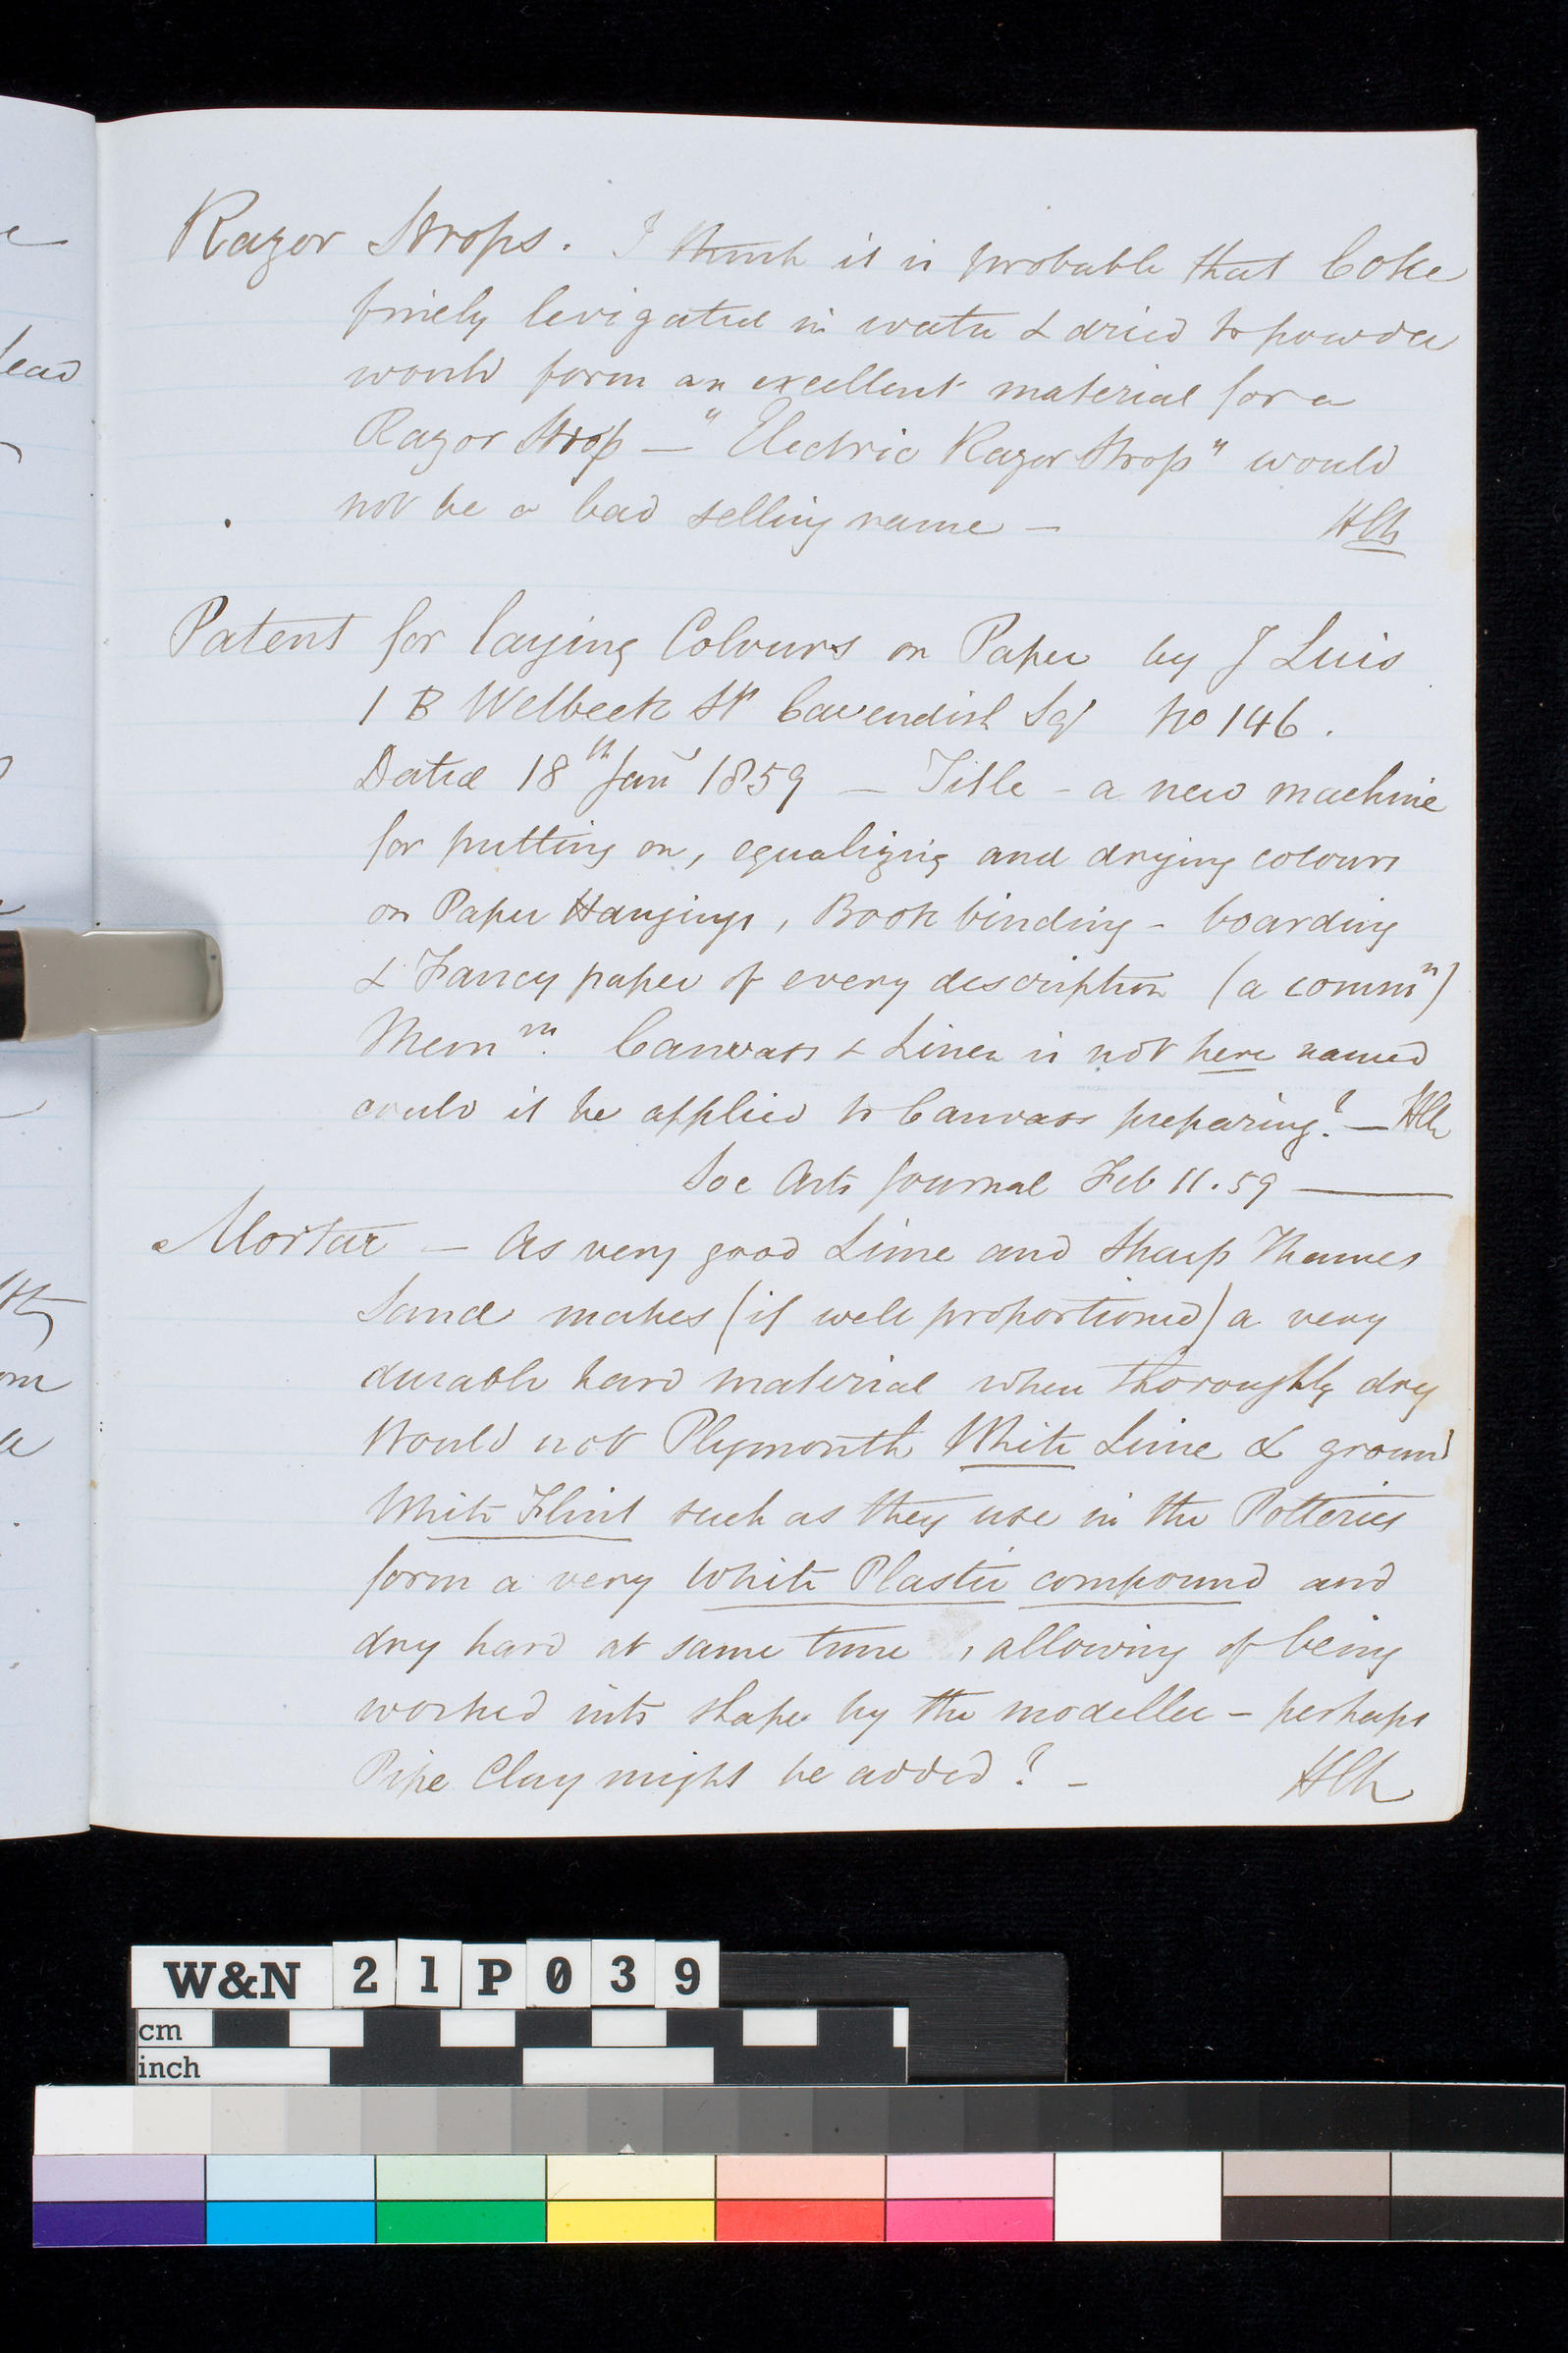 Razor Strops. I think it is probable that Coke
finely levigated in water & dried to powder
would form an excellent material for a
Razor Strop — "Electric Razor Strop" would
not be a bad selling name —
Patent for laying Colours on Paper by J Luis
1 B Welbeck St Cavendish Sq No 146.
Dated 18th Jany 1859 — Title - a new machine
for putting on, equalizing and drying colours
on Paper Hangings, Book binding - boarding
& Fancy paper of every description (a commn)
Memm. Canvass & Linen is not here named
could it be applied to Canvass preparing? —
Soc Arts Journal Feb 11. 59 —
Mortar — As very good Lime and Sharp Thames
Sand makes (if well proportioned) a very
durable hard material when thoroughly dry
Would not Plymouth White Lime & ground
White Flint such as they use in the Potteries
form a very White Plastic compound and
dry hard at same time, allowing of being
worked into shape by the modeller - perhaps
Pipe Clay might be added? -
ead
W&N 21P039
cm
inch